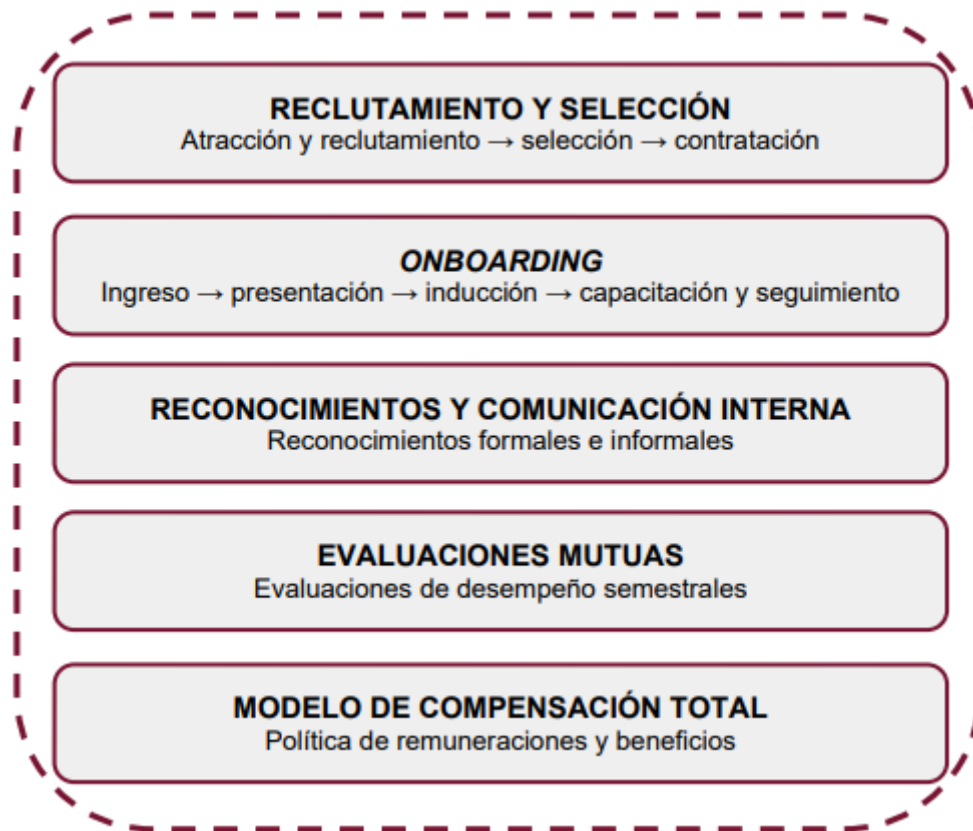 RECLUTAMIENTO Y SELECCIÓN
Atracción y reclutamiento → selección → contratación
ONBOARDING
Ingreso → presentación → inducción → capacitación y seguimiento
RECONOCIMIENTOS Y COMUNICACIÓN INTERNA
Reconocimientos formales e informales
EVALUACIONES MUTUAS
Evaluaciones de desempeño semestrales
MODELO DE COMPENSACIÓN TOTAL
Política de remuneraciones y beneficios